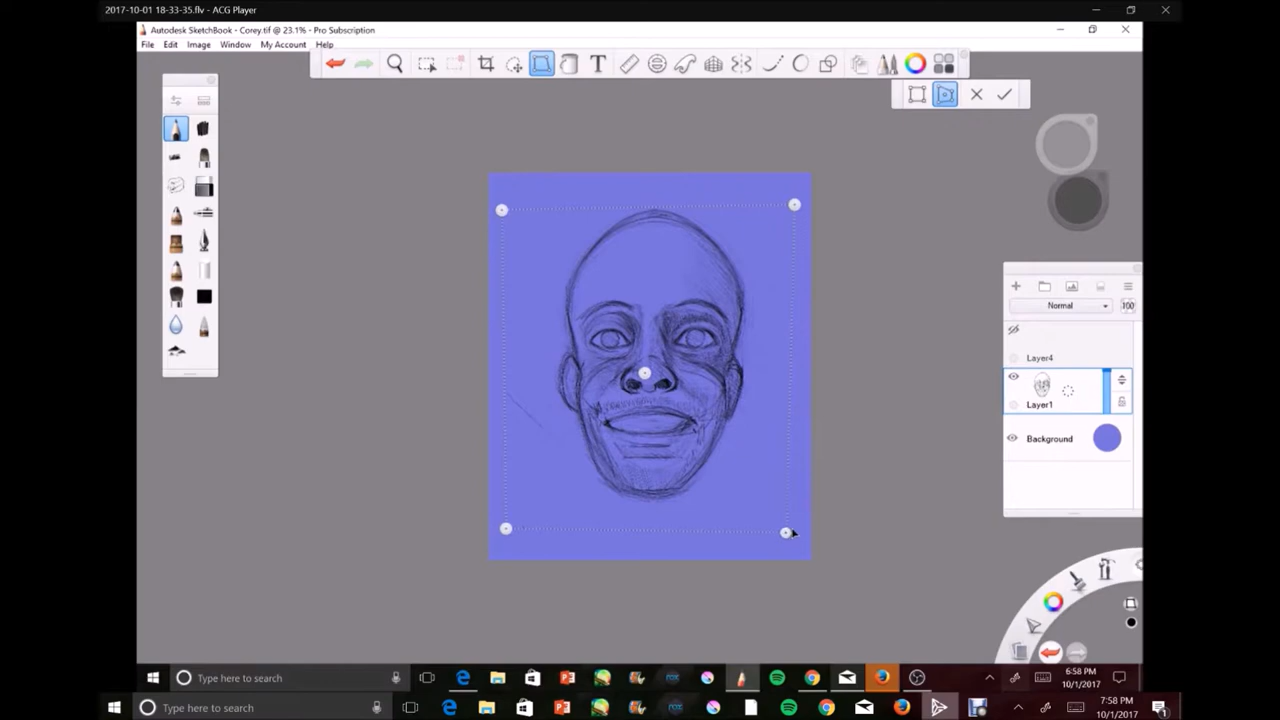 2017-10-01 18-33-35.flv - ACG Player
Autodesk SketchBook - Corey.tif @ 23.1% - Pro Subscription
File Edit Image Window My Account Help
T
Normal 100
Layer4
Layer1
Background
Type here to search
6:58 PM
10/1/2017
Type here to search
7:58 PM
10/1/2017
1